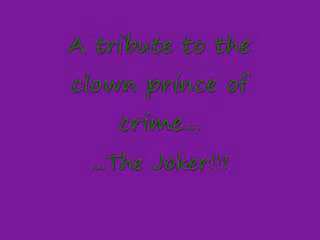 A tribute to the
clown prince of
crime...
...The Joker!!!